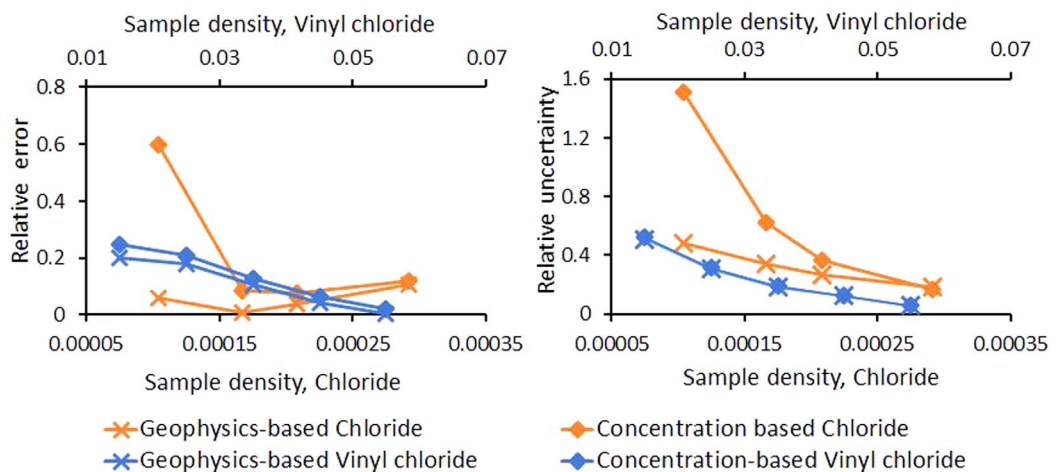 Sample density, Vinyl chloride
0.01 0.03 0.05 0.07
0.8
0.6
0.4
0.2
0
Relative error
0.00005 0.00015 0.00025 0.00035
Sample density, Chloride
Sample density, Vinyl chloride
0.01 0.03 0.05 0.07
1.6
1.2
0.8
0.4
0
Relative uncertainty
0.00005 0.00015 0.00025 0.00035
Sample density, Chloride
Geophysics-based Chloride
Concentration based Chloride
Geophysics-based Vinyl chloride
Concentration-based Vinyl chloride